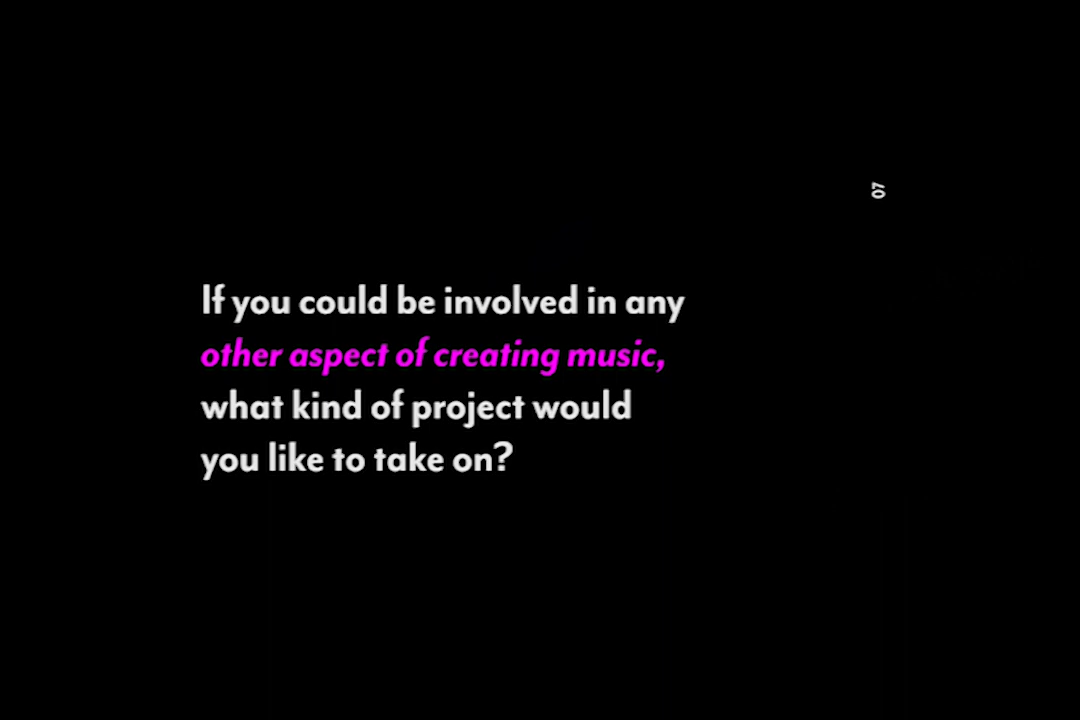 07
If you could be involved in any
other aspect of creating music,
what kind of project would
you like to take on?